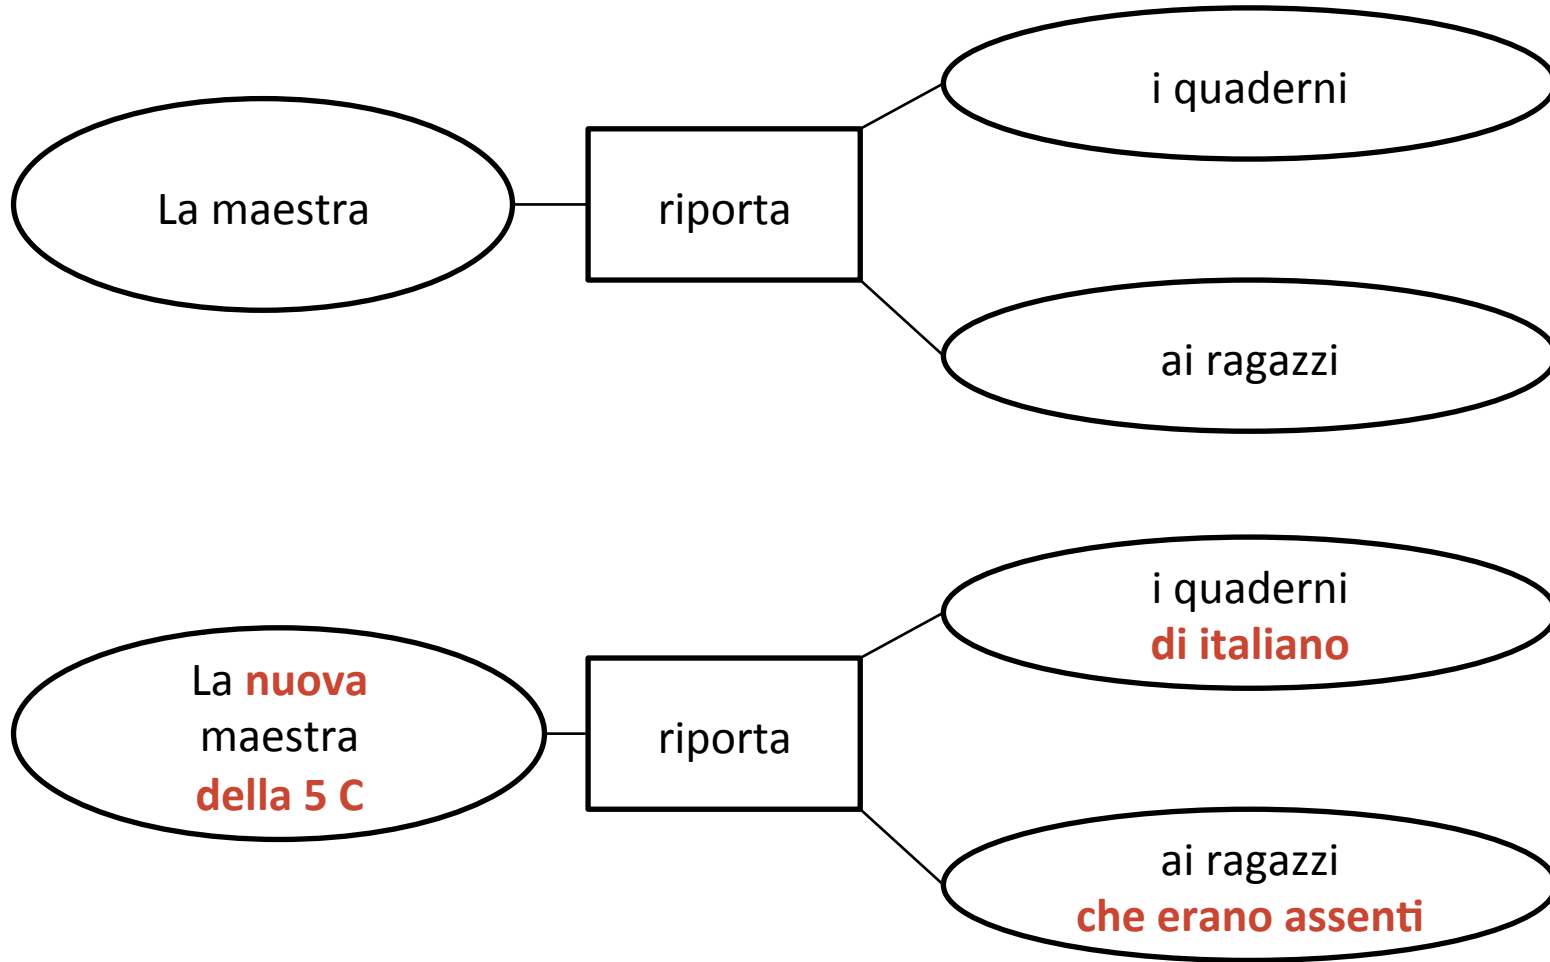 La maestra
riporta
i quaderni
ai ragazzi
La nuova
maestra
della 5 C
riporta
i quaderni
di italiano
ai ragazzi
che erano assenti